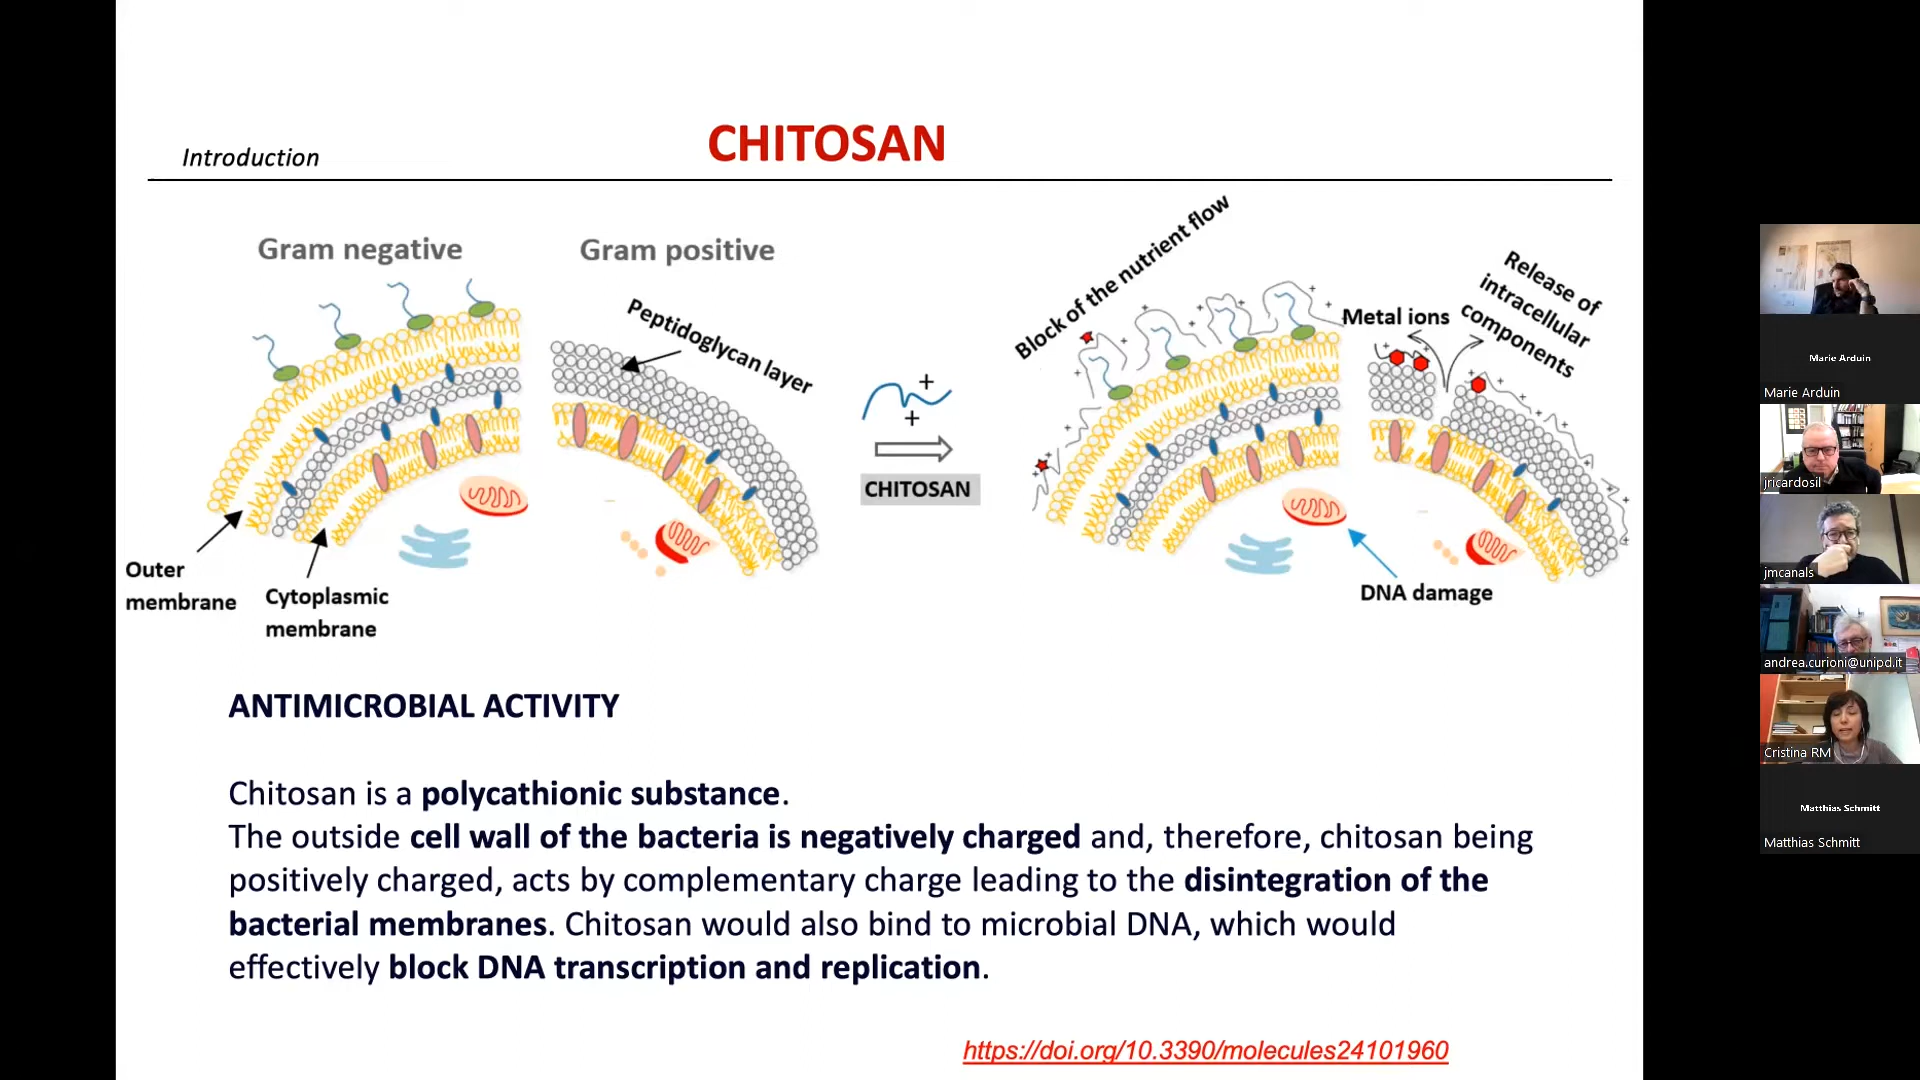 Introduction
CHITOSAN
Gram negative
Gram positive
Peptidoglycan layer
Outer
membrane
Cytoplasmic
membrane
+
+
CHITOSAN
Block of the nutrient flow
Metal ions
Release of
intracellular
components
DNA damage
ANTIMICROBIAL ACTIVITY
Chitosan is a polycathionic substance.
The outside cell wall of the bacteria is negatively charged and, therefore, chitosan being
positively charged, acts by complementary charge leading to the disintegration of the
bacterial membranes. Chitosan would also bind to microbial DNA, which would
effectively block DNA transcription and replication.
https://doi.org/10.3390/molecules24101960
Marie Arduin
Marie Arduin
jricardosil
jmcanals
andrea.curioni@unipd.it
Cristina RM
Matthias Schmitt
Matthias Schmitt